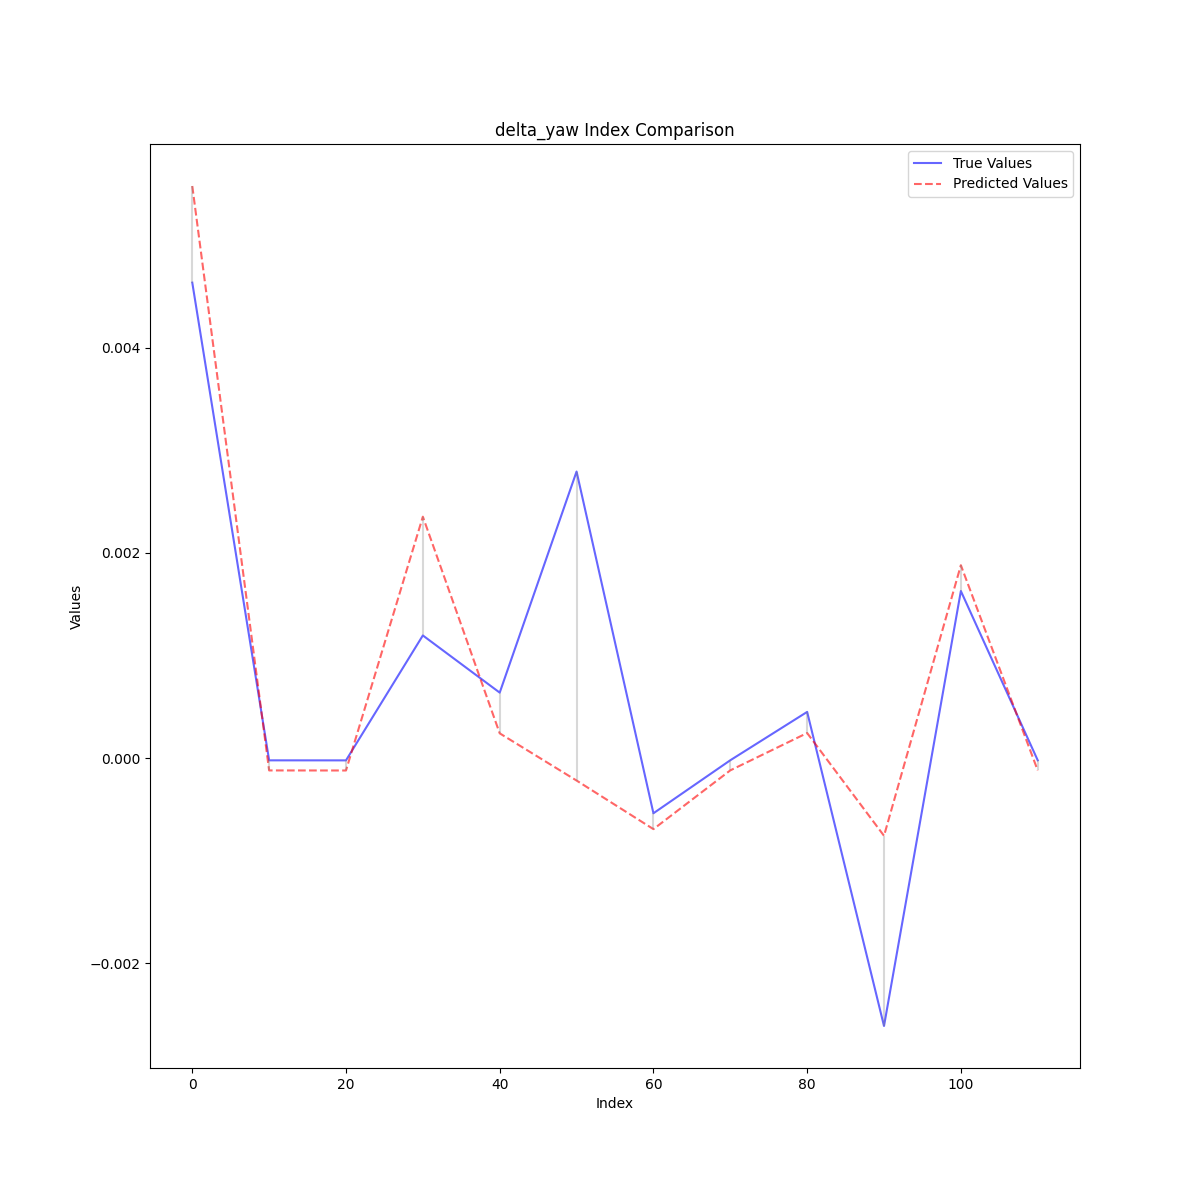 delta_yaw Index Comparison
True Values
Predicted Values
0.004
0.002
0.000
−0.002
Values
0 20 40 60 80 100
Index